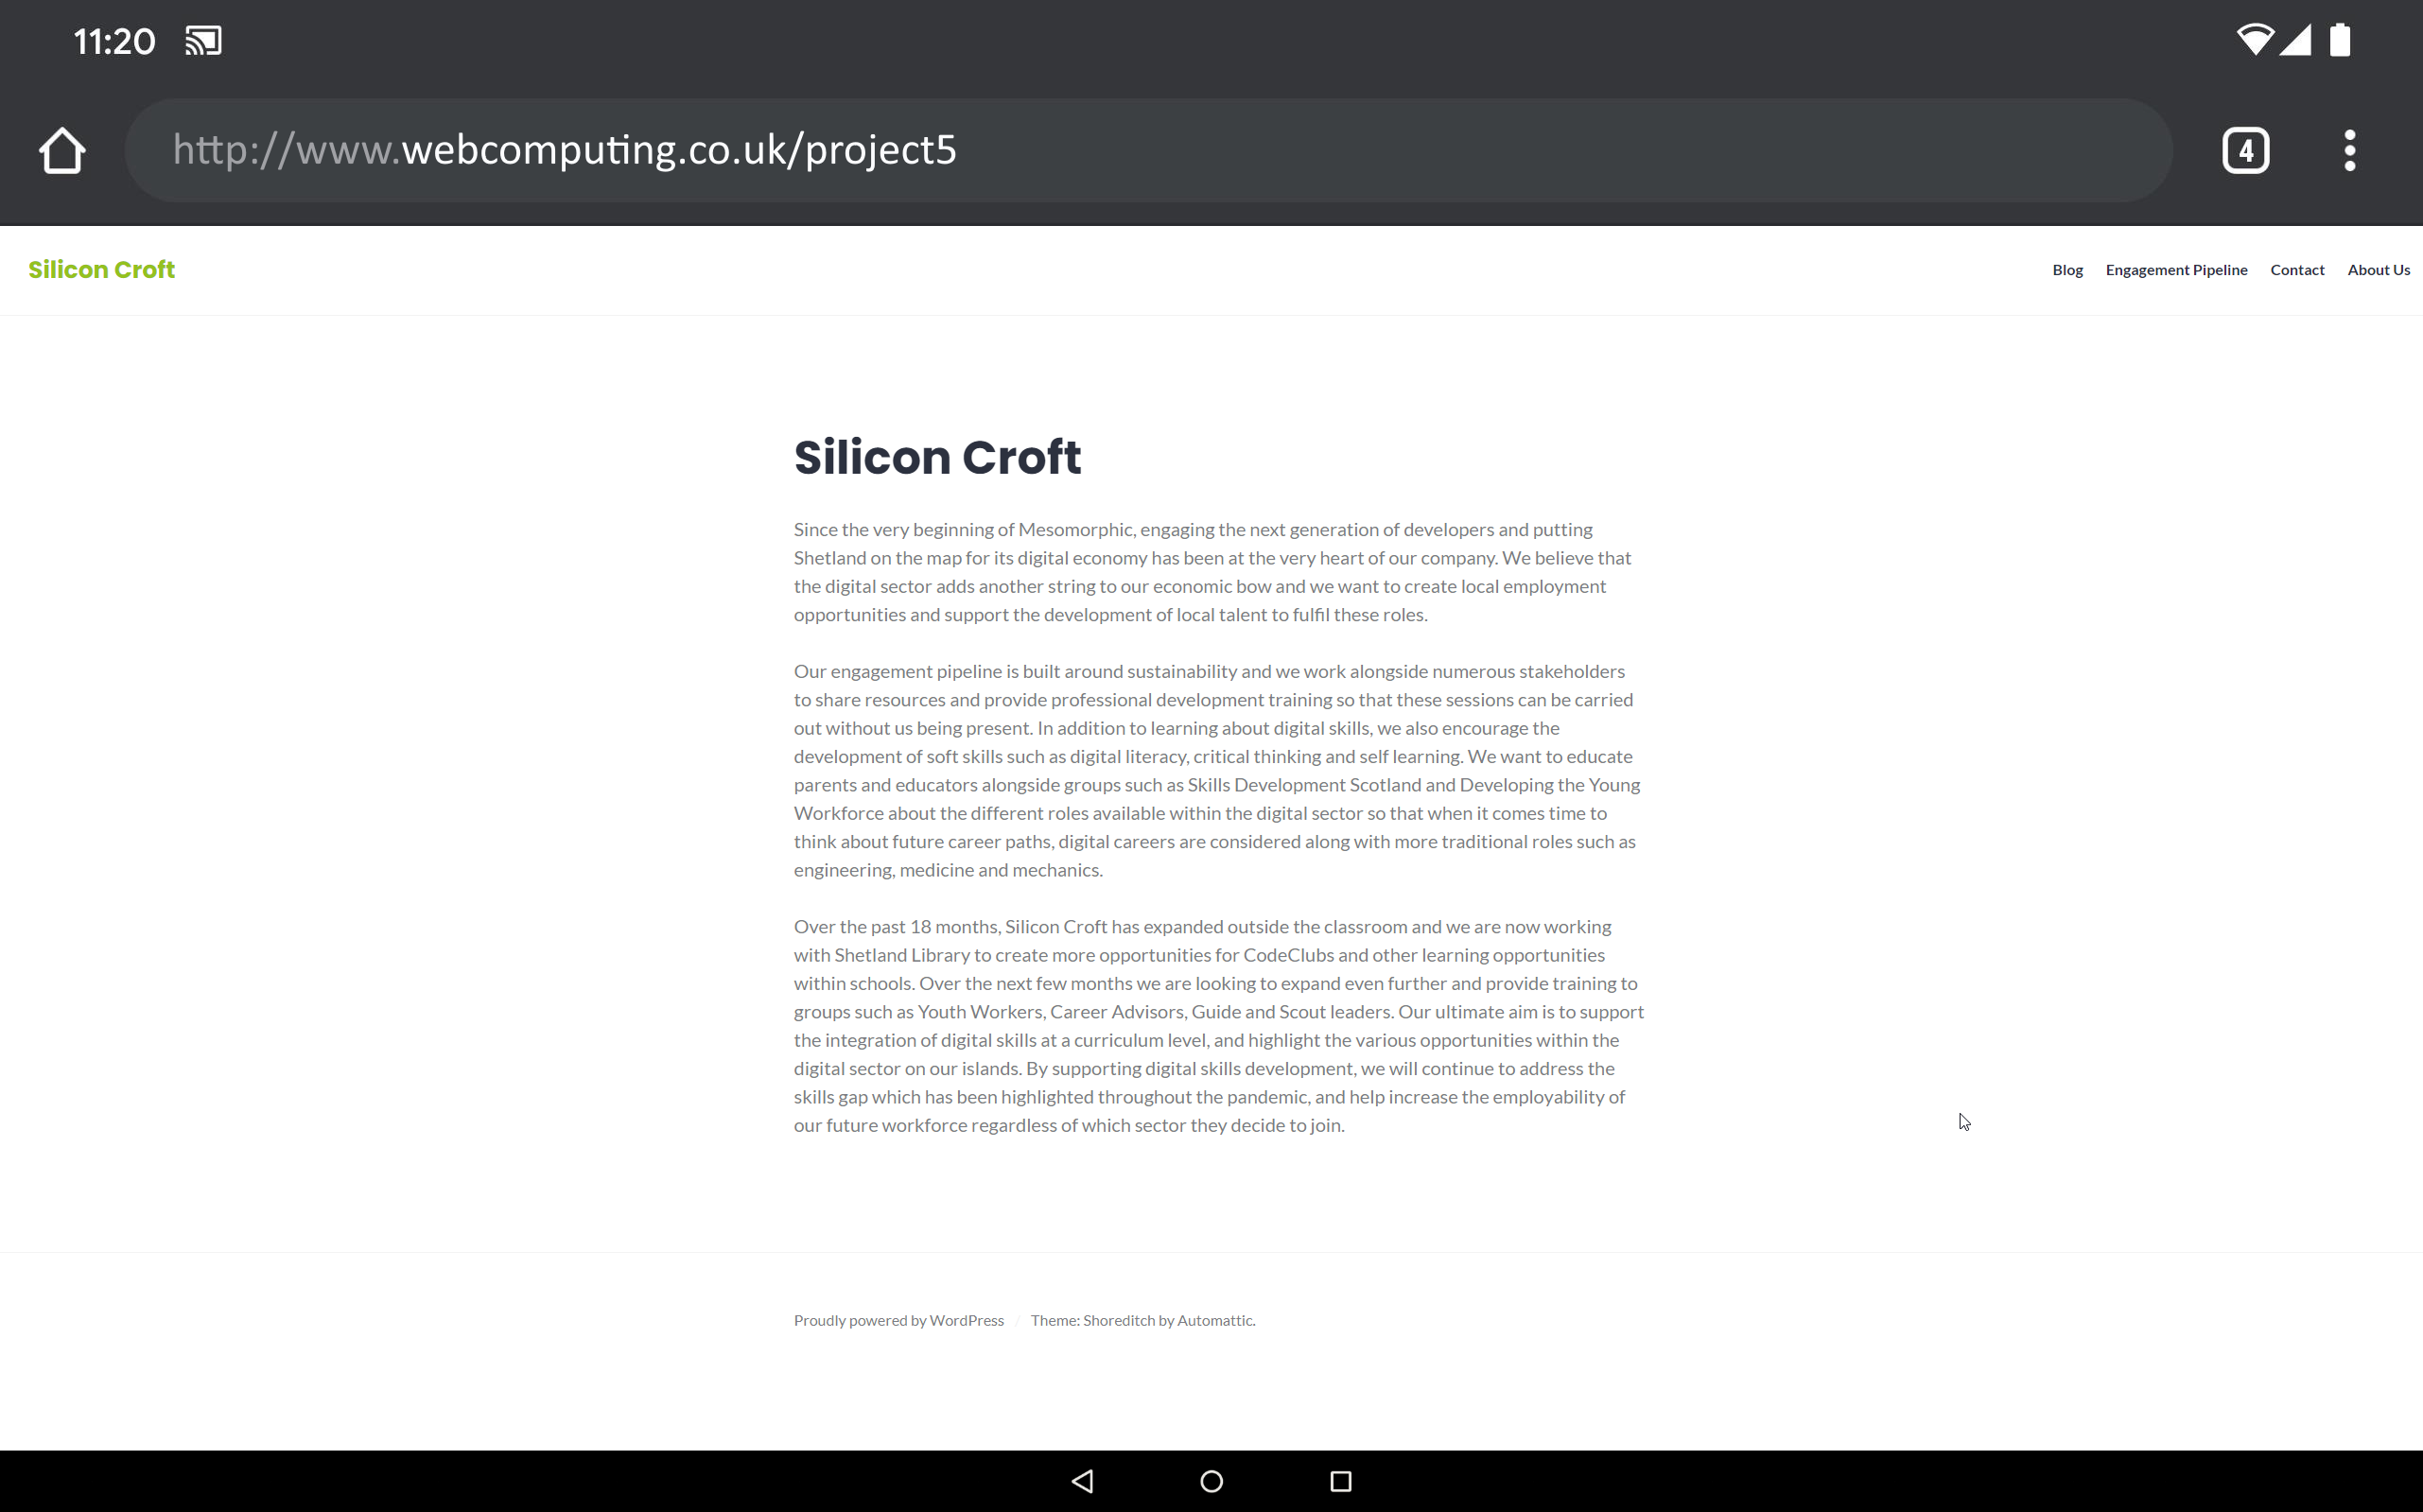 11:20
http://www.webcomputing.co.uk/project5
4
Silicon Croft
Blog Engagement Pipeline Contact About Us
Silicon Croft
Since the very beginning of Mesomorphic, engaging the next generation of developers and putting
Shetland on the map for its digital economy has been at the very heart of our company. We believe that
the digital sector adds another string to our economic bow and we want to create local employment
opportunities and support the development of local talent to fulfil these roles.
Our engagement pipeline is built around sustainability and we work alongside numerous stakeholders
to share resources and provide professional development training so that these sessions can be carried
out without us being present. In addition to learning about digital skills, we also encourage the
development of soft skills such as digital literacy, critical thinking and self learning. We want to educate
parents and educators alongside groups such as Skills Development Scotland and Developing the Young
Workforce about the different roles available within the digital sector so that when it comes time to
think about future career paths, digital careers are considered along with more traditional roles such as
engineering, medicine and mechanics.
Over the past 18 months, Silicon Croft has expanded outside the classroom and we are now working
with Shetland Library to create more opportunities for CodeClubs and other learning opportunities
within schools. Over the next few months we are looking to expand even further and provide training to
groups such as Youth Workers, Career Advisors, Guide and Scout leaders. Our ultimate aim is to support
the integration of digital skills at a curriculum level, and highlight the various opportunities within the
digital sector on our islands. By supporting digital skills development, we will continue to address the
skills gap which has been highlighted throughout the pandemic, and help increase the employability of
our future workforce regardless of which sector they decide to join.
Proudly powered by WordPress / Theme: Shoreditch by Automattic.